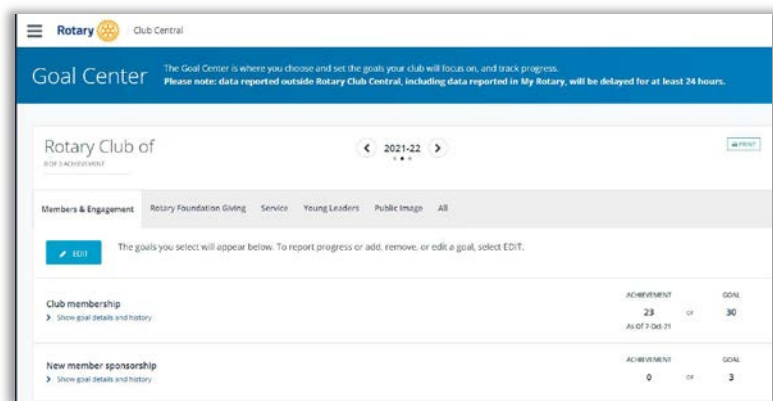 Rotary Club Central
Goal Center
The Goal Center is where you choose and set the goals your club will focus on, and track progress.
Please note: data reported outside Rotary Club Central, including data reported in My Rotary, will be delayed for at least 24 hours.
Rotary Club of
0 OF 3 ACHIEVEMENT
2021-22
PRINT
Members & Engagement Rotary Foundation Giving Service Young Leaders Public Image All
EDIT
The goals you select will appear below. To report progress or add, remove, or edit a goal, select EDIT.
Club membership
Show goal details and history
ACHIEVEMENT GOAL
23 OF 30
As Of 7-Oct-21
New member sponsorship
Show goal details and history
ACHIEVEMENT GOAL
0 OF 3